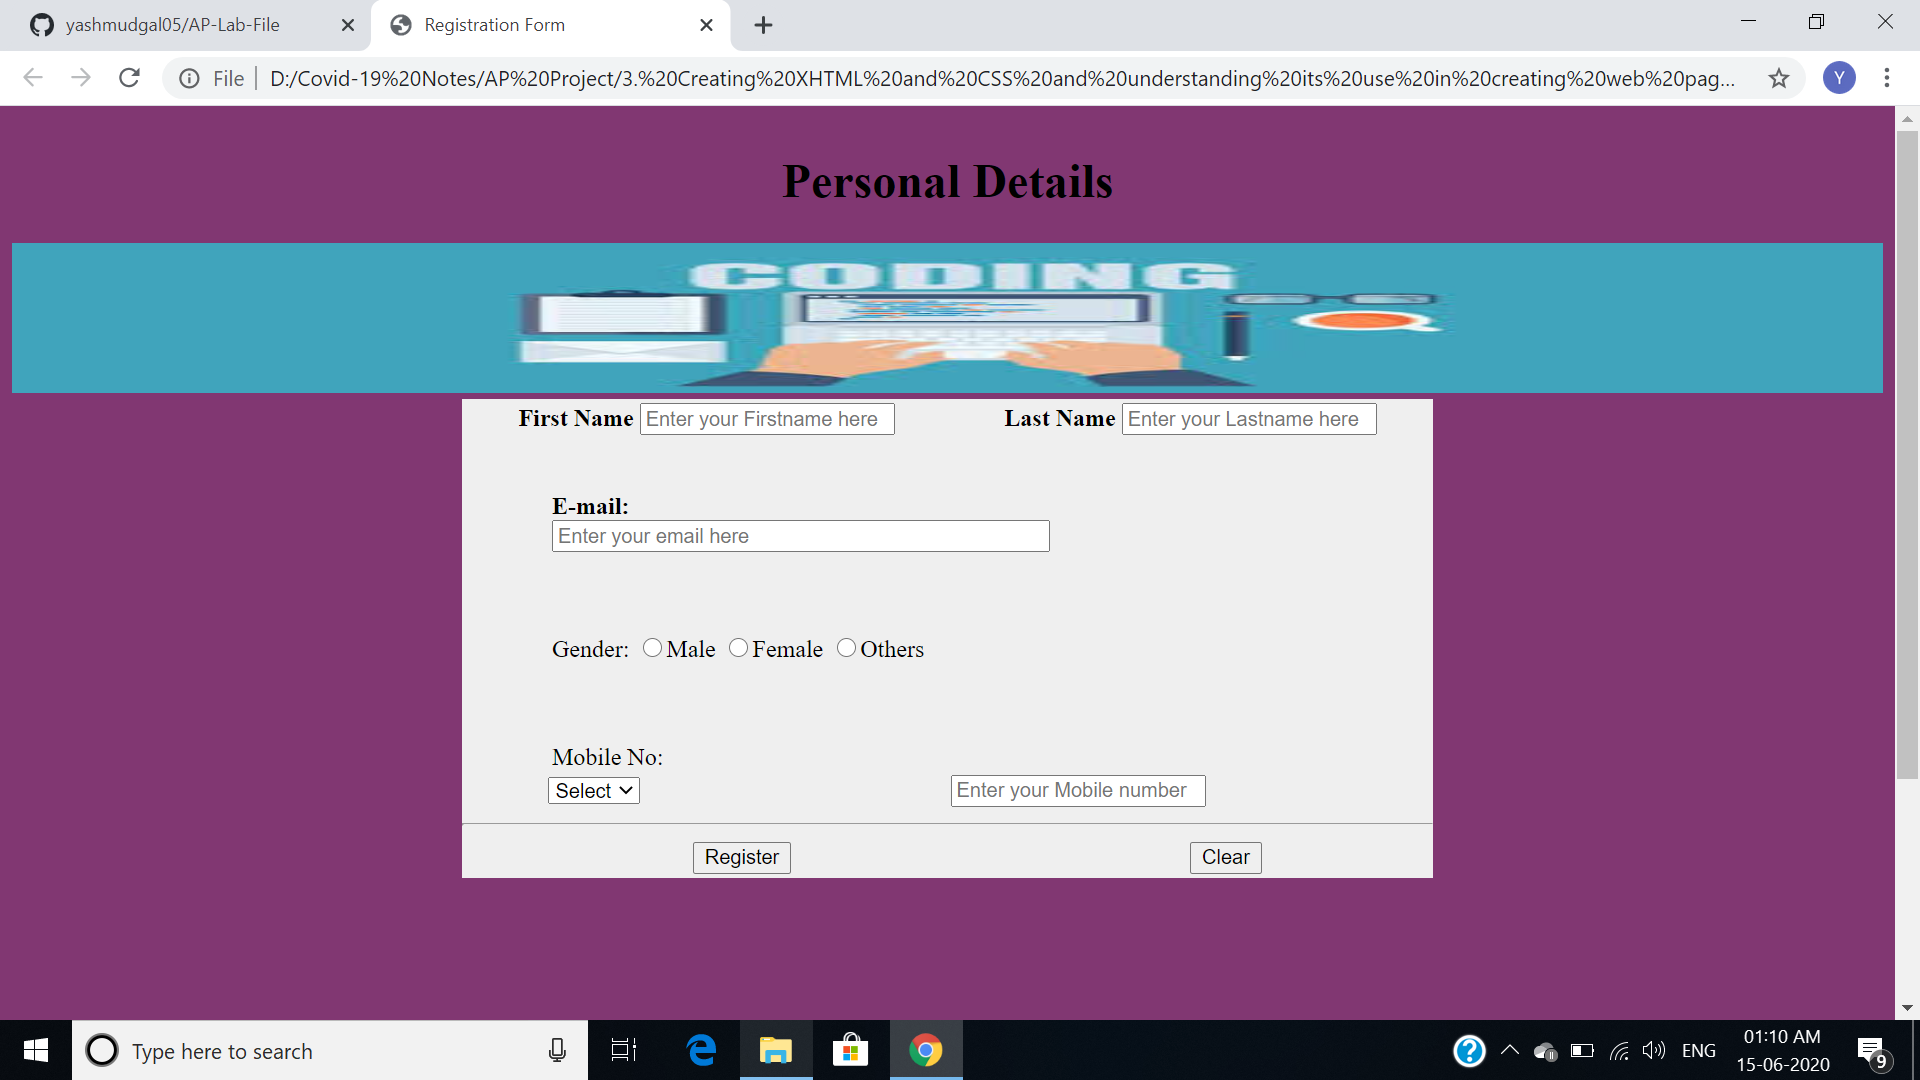 yashmudgal05/AP-Lab-File
Registration Form
File
D:/Covid-19%20Notes/AP%20Project/3.%20Creating%20XHTML%20and%20CSS%20and%20understanding%20its%20use%20in%20creating%20web%20pag...
Y
Personal Details
CODING
First Name Enter your Firstname here Last Name Enter your Lastname here
E-mail:
Enter your email here
Gender: Male Female Others
Mobile No:
Select Enter your Mobile number
Register Clear
Type here to search
ENG
01:10 AM
15-06-2020
9